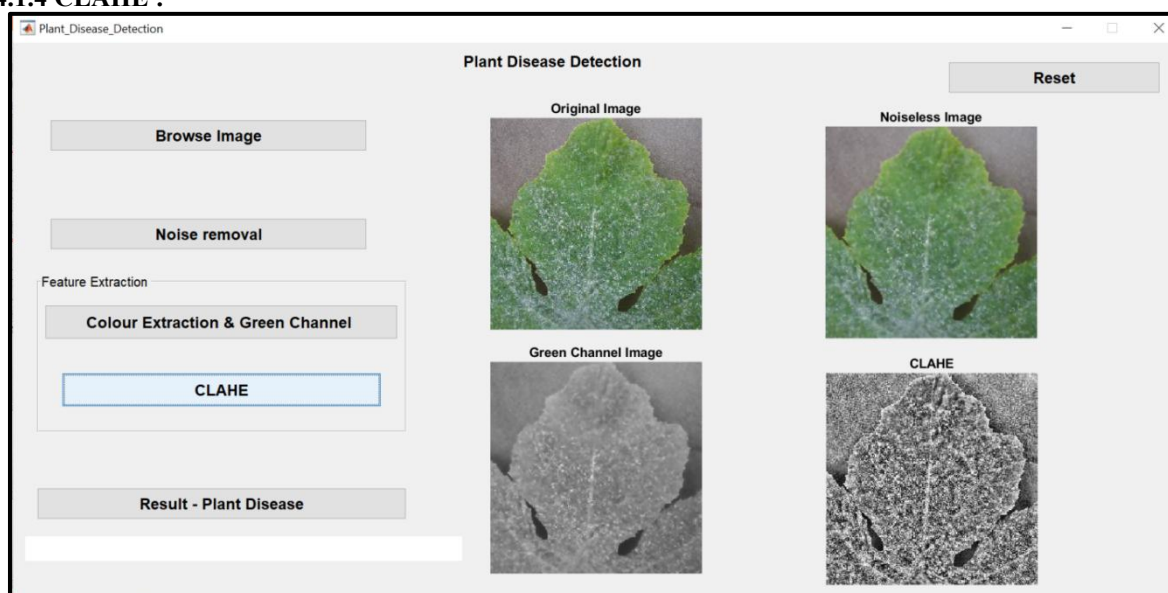 4.1.4 CLAHE :
Plant_Disease_Detection
Plant Disease Detection
Reset
Browse Image
Noise removal
Feature Extraction
Colour Extraction & Green Channel
CLAHE
Result - Plant Disease
Original Image
Noiseless Image
Green Channel Image
CLAHE